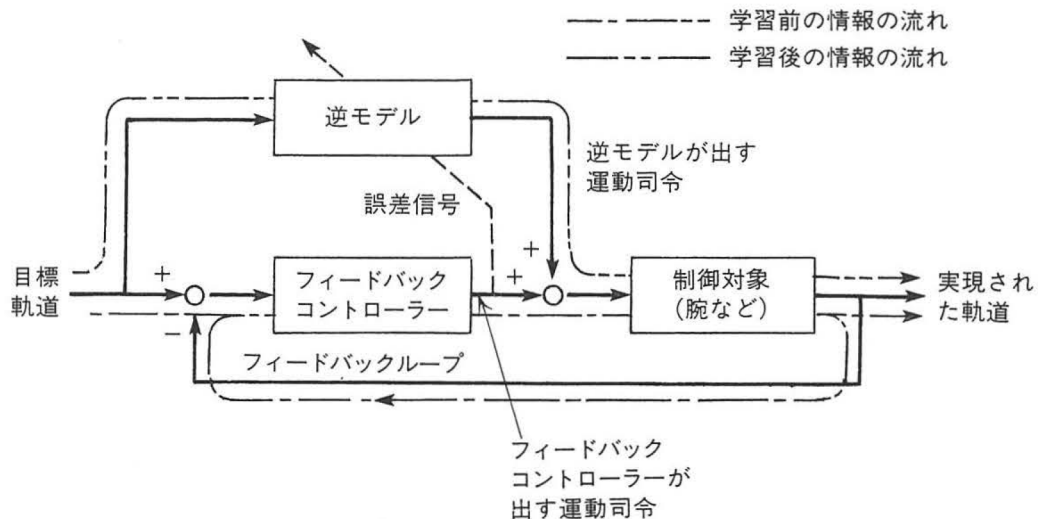 学習前の情報の流れ
学習後の情報の流れ
逆モデル
逆モデルが出す
運動司令
誤差信号
目標
軌道
+
−
フィードバック
コントローラー
+
+
制御対象
(腕など)
実現され
た軌道
フィードバックループ
フィードバック
コントローラーが
出す運動司令